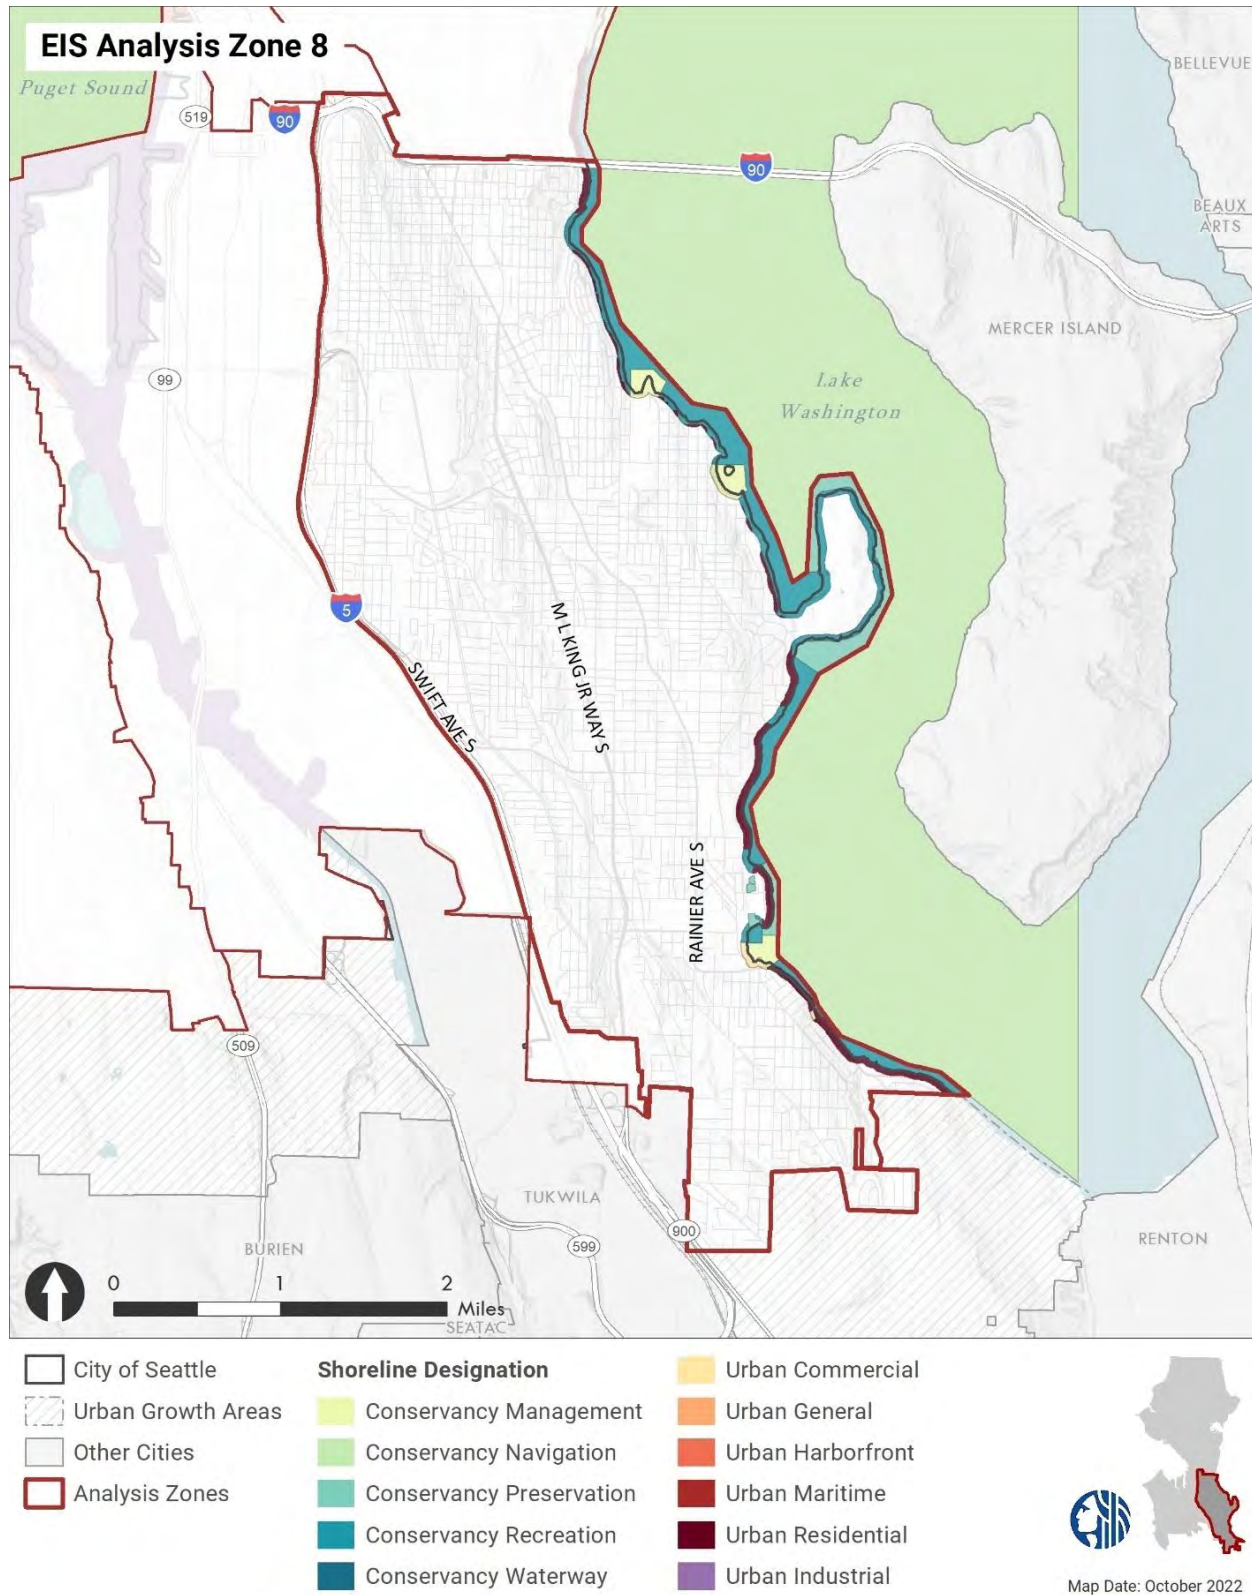 EIS Analysis Zone 8
Puget Sound
519
90
90
BELLEVUE
BEAUX
ARTS
MERCER ISLAND
Lake
Washington
99
5
SWIFT AVE S
M L KING JR WAY S
RAINIER AVE S
509
TUKWILA
900
599
BURIEN
RENTON
0 1 2
Miles
SEATAC
City of Seattle
Urban Growth Areas
Other Cities
Analysis Zones
Shoreline Designation
Conservancy Management
Conservancy Navigation
Conservancy Preservation
Conservancy Recreation
Conservancy Waterway
Urban Commercial
Urban General
Urban Harborfront
Urban Maritime
Urban Residential
Urban Industrial
Map Date: October 2022